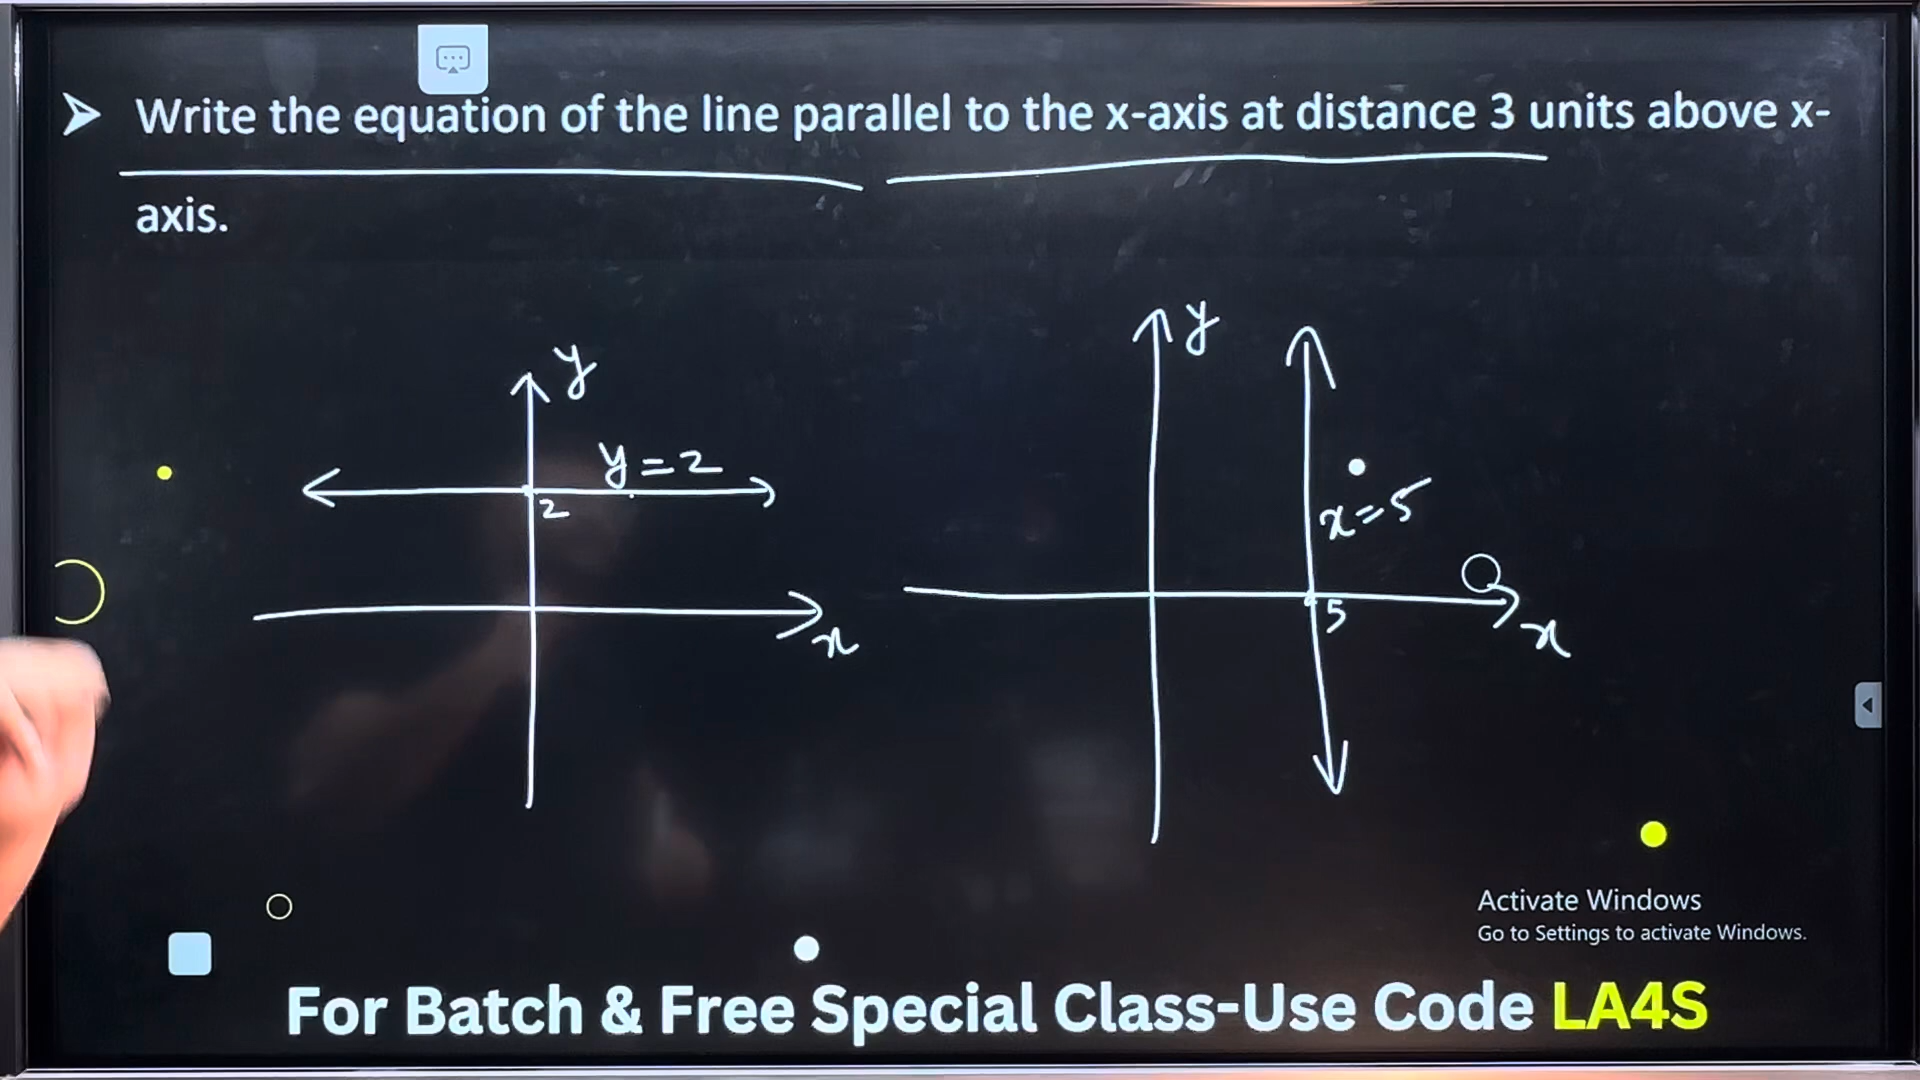 Write the equation of the line parallel to the x-axis at distance 3 units above x-
axis.
y
y
y=2
2
x=5
5
x
x
Activate Windows
Go to Settings to activate Windows.
For Batch & Free Special Class-Use Code LA4S